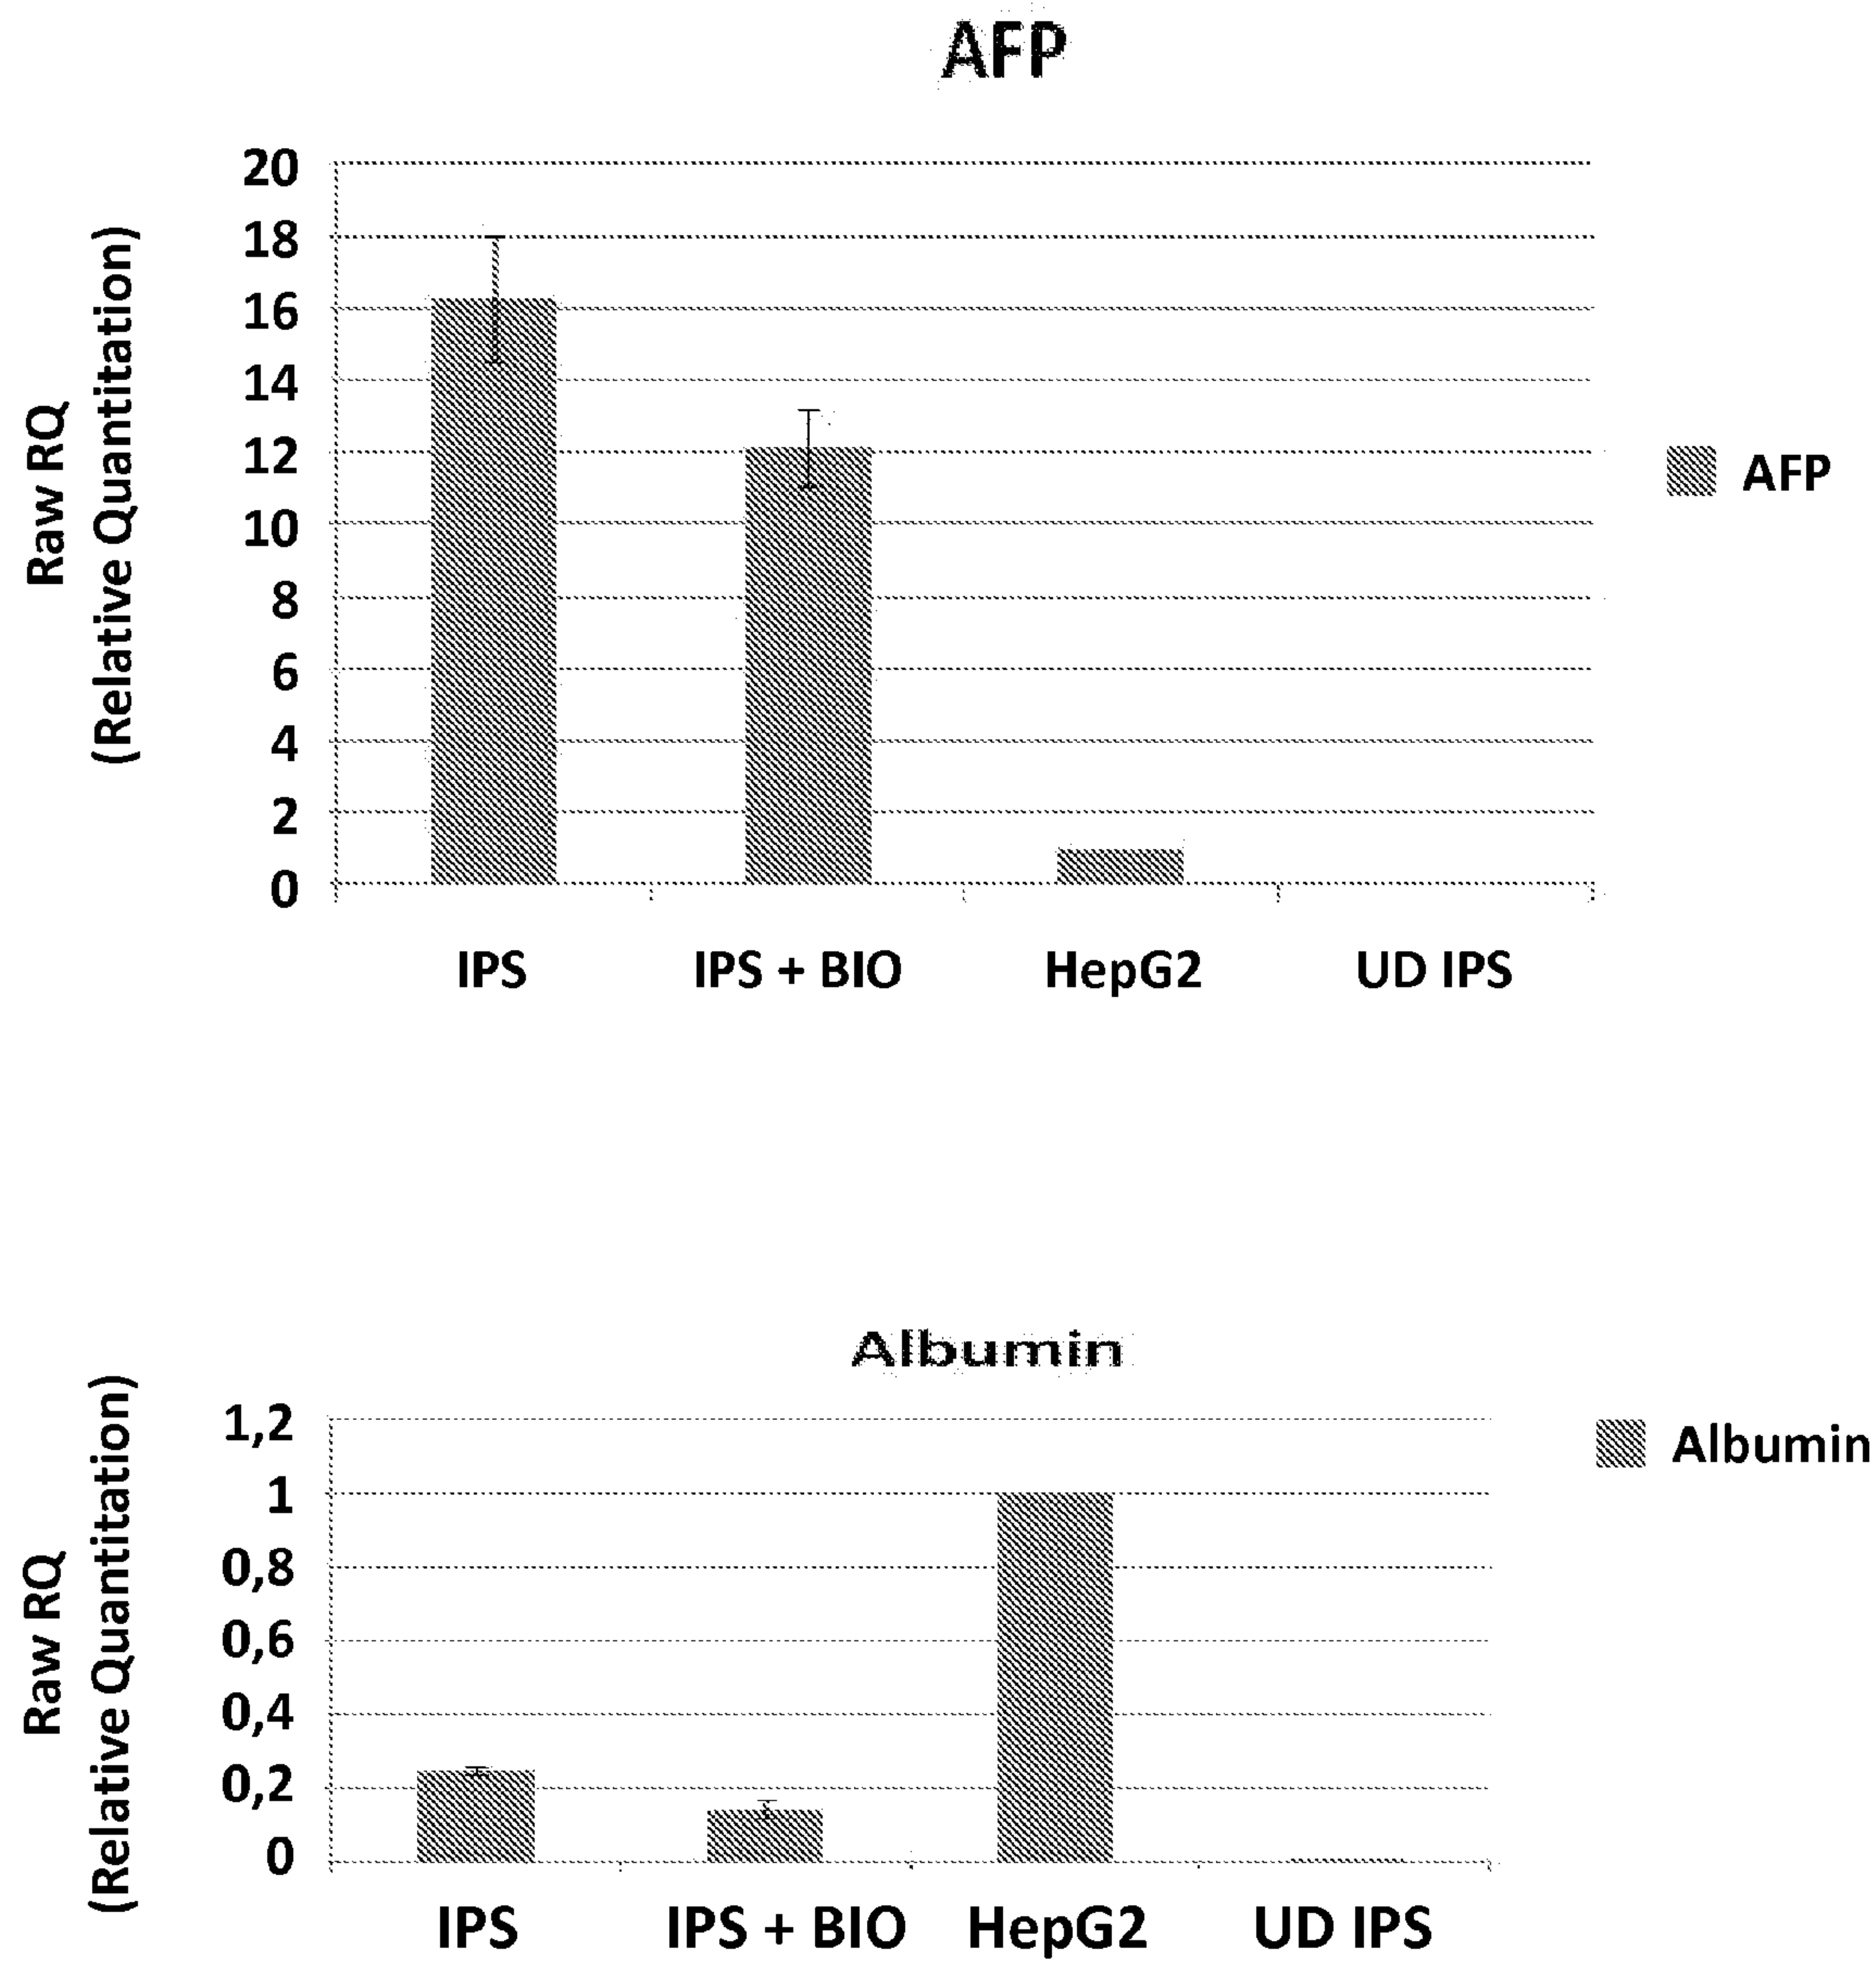 AFP
20
18
16
14
12
10
8
6
4
2
0
Raw RQ
(Relative Quantitation)
AFP
IPS
IPS + BIO
HepG2
UD IPS
Albumin
1,2
1
0,8
0,6
0,4
0,2
0
Raw RQ
(Relative Quantitation)
Albumin
IPS
IPS + BIO
HepG2
UD IPS